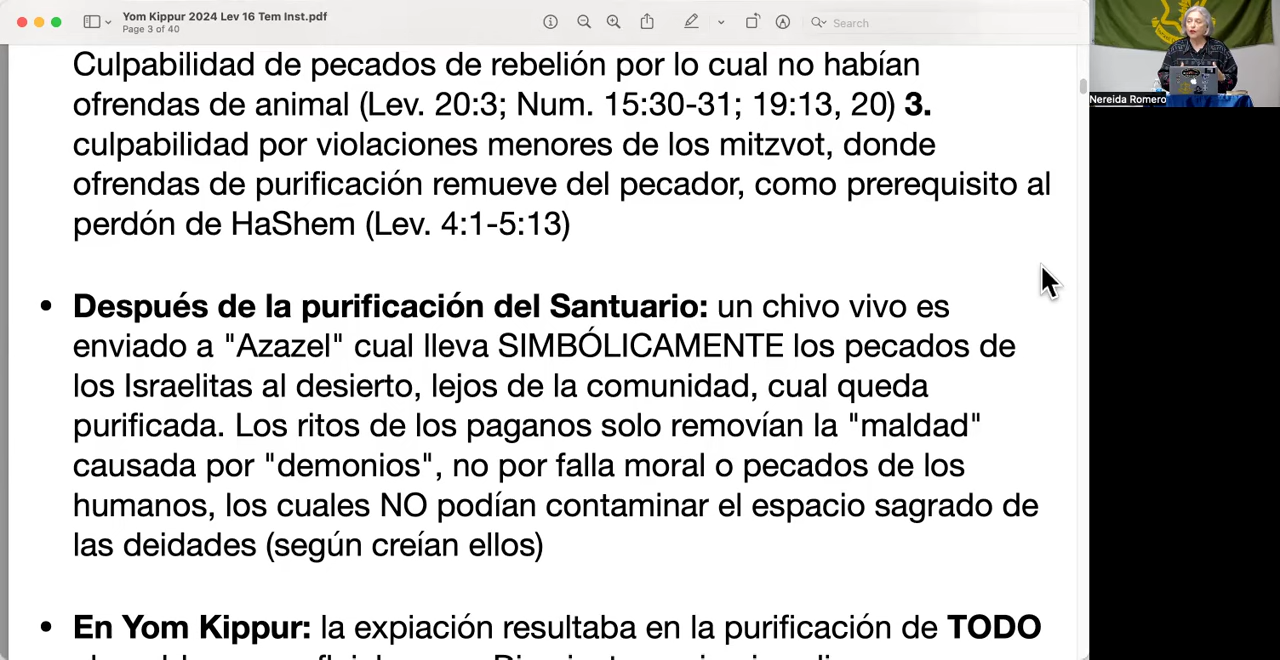 Yom Kippur 2024 Lev 16 Tem Inst.pdf
Page 3 of 40
Search
Nereida Romero
Culpabilidad de pecados de rebelión por lo cual no habían
ofrendas de animal (Lev. 20:3; Num. 15:30-31; 19:13, 20) 3.
culpabilidad por violaciones menores de los mitzvot, donde
ofrendas de purificación remueve del pecador, como prerequisito al
perdón de HaShem (Lev. 4:1-5:13)
• Después de la purificación del Santuario: un chivo vivo es
enviado a "Azazel" cual lleva SIMBÓLICAMENTE los pecados de
los Israelitas al desierto, lejos de la comunidad, cual queda
purificada. Los ritos de los paganos solo removían la "maldad"
causada por "demonios", no por falla moral o pecados de los
humanos, los cuales NO podían contaminar el espacio sagrado de
las deidades (según creían ellos)
• En Yom Kippur: la expiación resultaba en la purificación de TODO